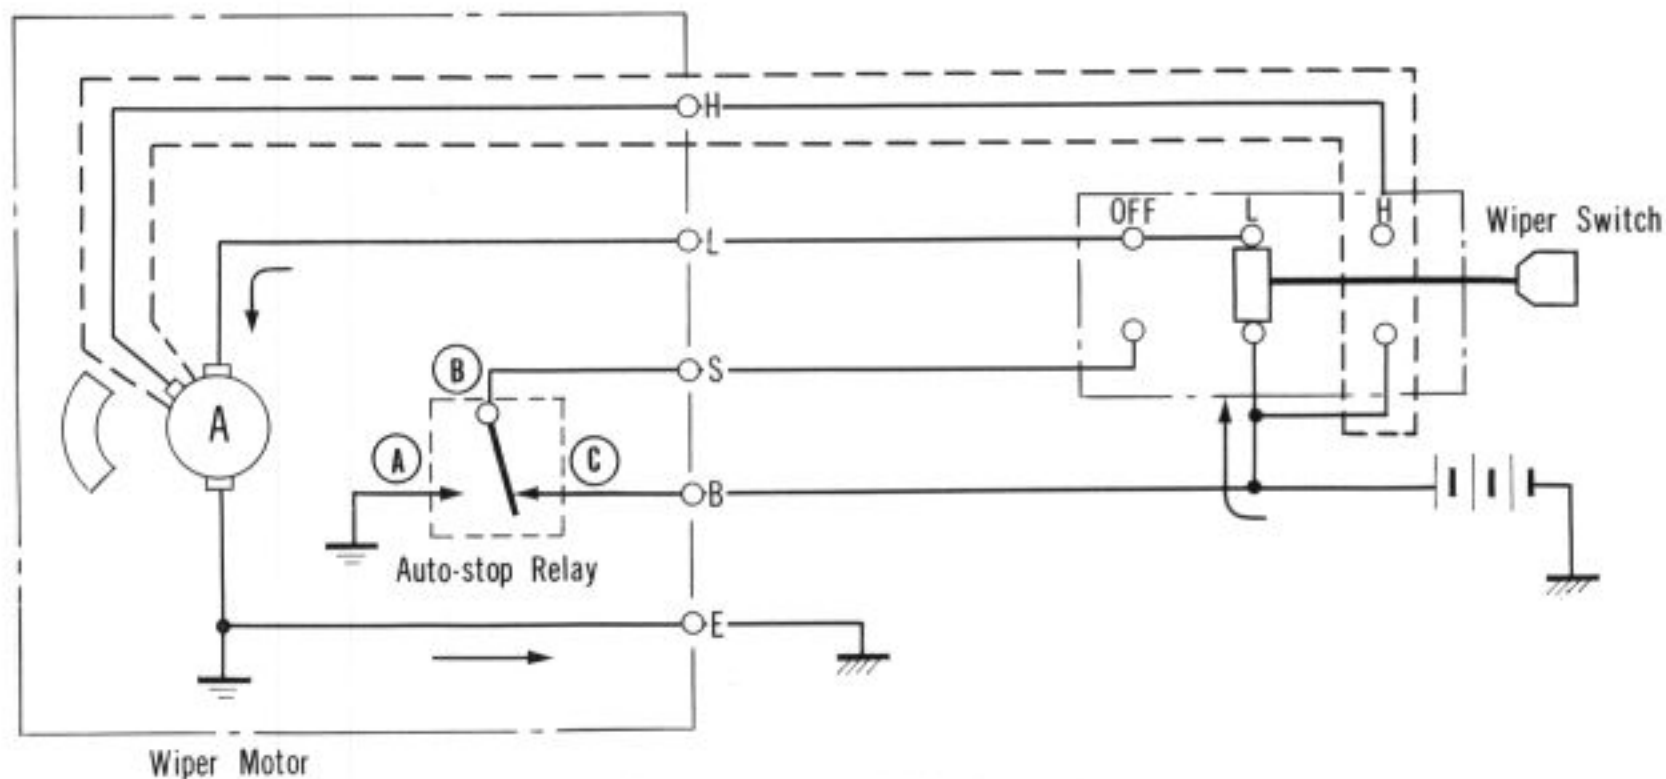 H
OFF
L
H
Wiper Switch
L
B
S
A
A
C
B
Auto-stop Relay
E
Wiper Motor